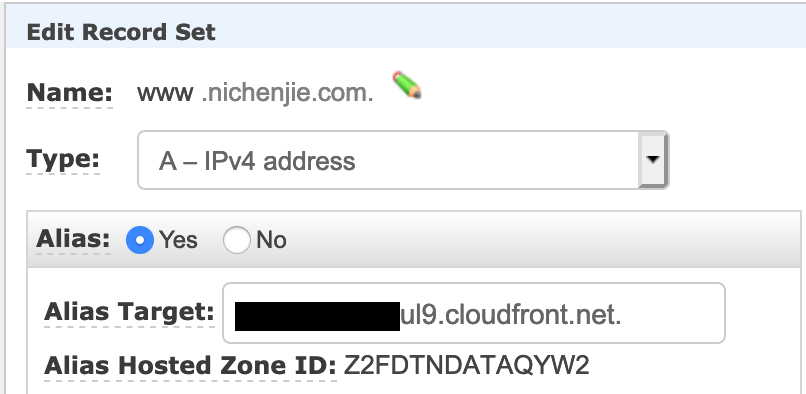 Edit Record Set
Name: www .nichenjie.com.
Type: A – IPv4 address
Alias: Yes No
Alias Target: ul9.cloudfront.net.
Alias Hosted Zone ID: Z2FDTNDATAQYW2